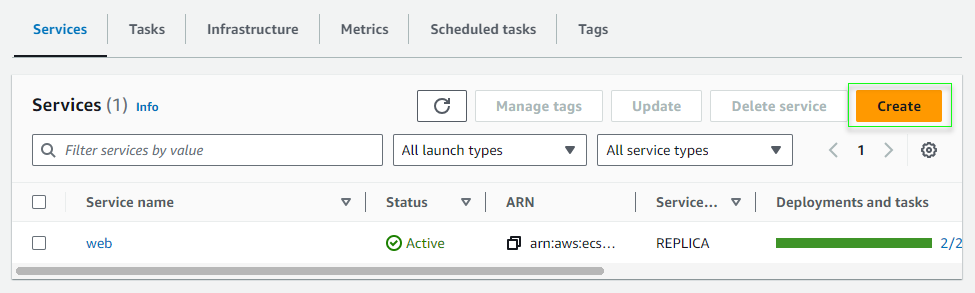 Services Tasks Infrastructure Metrics Scheduled tasks Tags
Services (1) Info Manage tags Update Delete service Create
Filter services by value All launch types All service types 1
Service name Status ARN Service... Deployments and tasks
web Active arn:aws:ecs... REPLICA 2/2